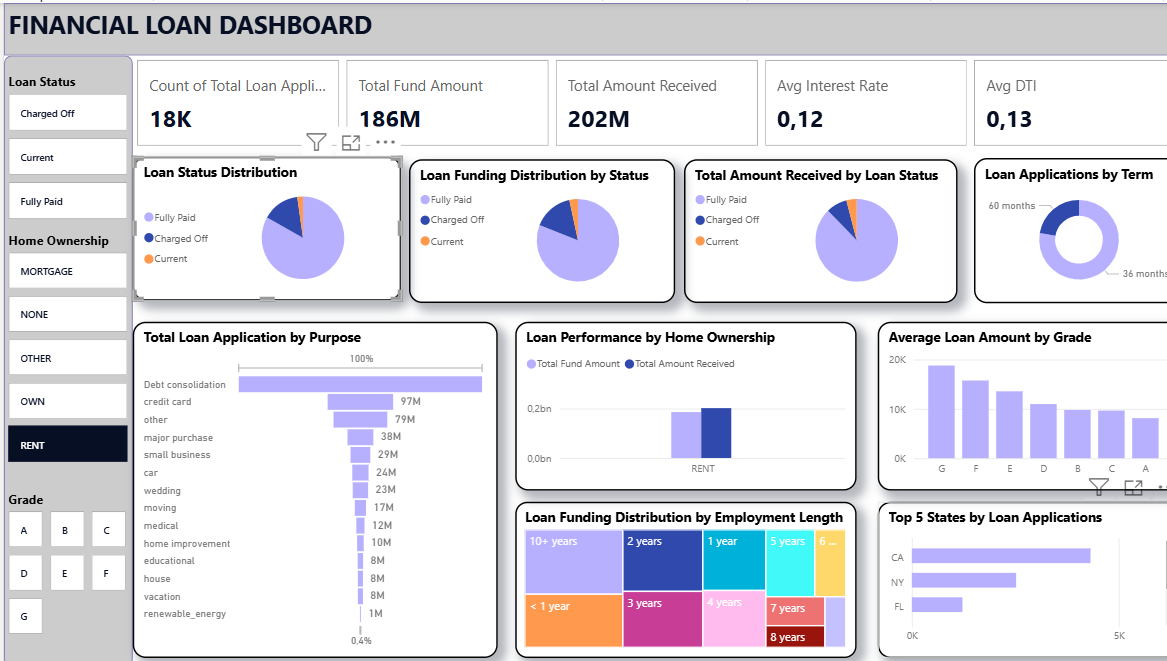 FINANCIAL LOAN DASHBOARD
Loan Status
Charged Off
Current
Fully Paid
Home Ownership
MORTGAGE
NONE
OTHER
OWN
RENT
Grade
A B C
D E F
G
Count of Total Loan Appli...
18K
Total Fund Amount
186M
Total Amount Received
202M
Avg Interest Rate
0,12
Avg DTI
0,13
Loan Status Distribution
Fully Paid
Charged Off
Current
Loan Funding Distribution by Status
Fully Paid
Charged Off
Current
Total Amount Received by Loan Status
Fully Paid
Charged Off
Current
Loan Applications by Term
60 months
36 months
Total Loan Application by Purpose
100%
Debt consolidation
credit card 97M
other 79M
major purchase 38M
small business 29M
car 24M
wedding 23M
moving 17M
medical 12M
home improvement 10M
educational 8M
house 8M
vacation 8M
renewable_energy 1M
0,4%
Loan Performance by Home Ownership
Total Fund Amount Total Amount Received
0,2bn
0,0bn
RENT
Average Loan Amount by Grade
20K
10K
0K
G F E D B C A
Loan Funding Distribution by Employment Length
10+ years 2 years 1 year 5 years 6 ...
< 1 year 3 years 4 years 7 years
8 years
Top 5 States by Loan Applications
CA
NY
FL
0K 5K